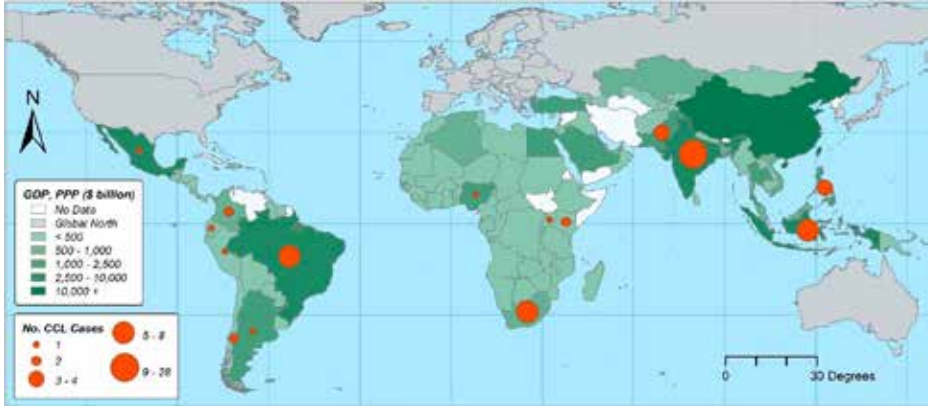 N
GDP, PPP ($ billion)
No Data
Global North
< 500
500 - 1,000
1,000 - 2,500
2,500 - 10,000
10,000 +
No. CCL Cases
1
2
3 - 4
5 - 8
9 - 28
0
30 Degrees